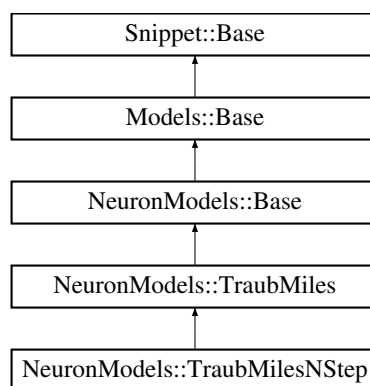 Snippet::Base
Models::Base
NeuronModels::Base
NeuronModels::TraubMiles
NeuronModels::TraubMilesNStep